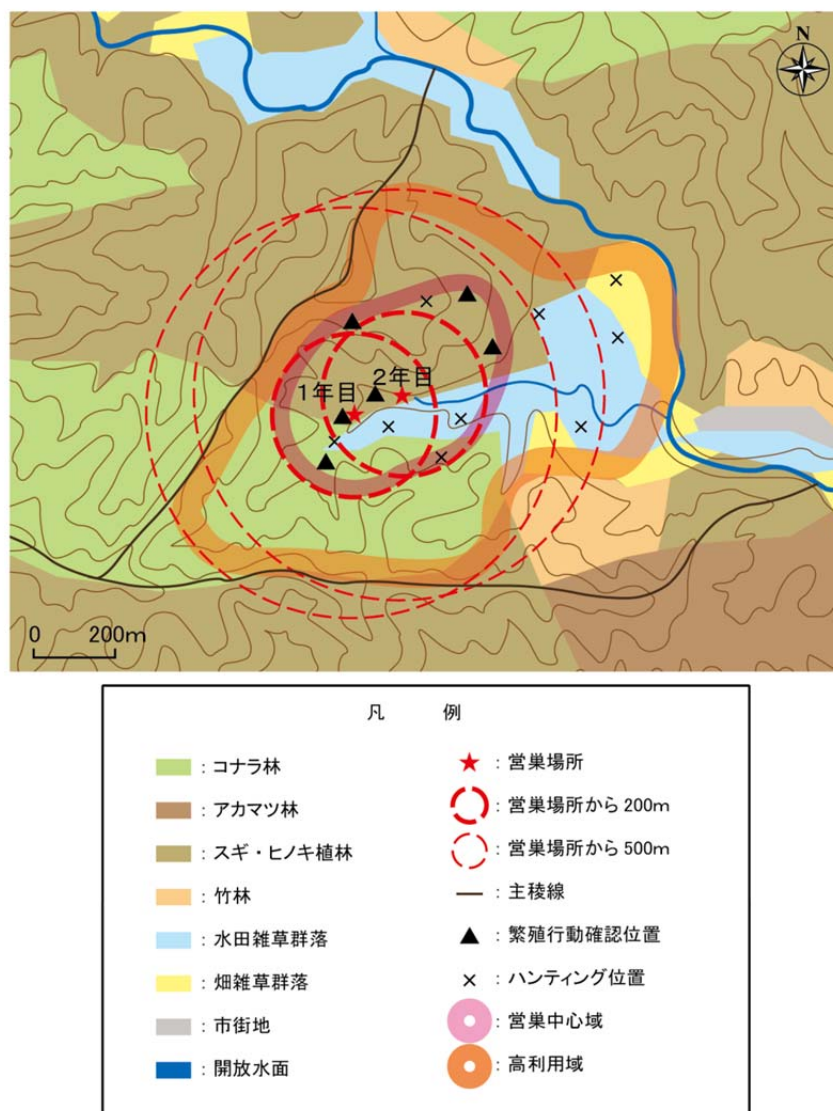 N
1年目
2年目
0 200m
凡 例
：コナラ林
：アカマツ林
：スギ・ヒノキ植林
：竹林
：水田雑草群落
：畑雑草群落
：市街地
：開放水面
：営巣場所
：営巣場所から 200m
：営巣場所から 500m
：主稜線
：繁殖行動確認位置
：ハンティング位置
：営巣中心域
：高利用域